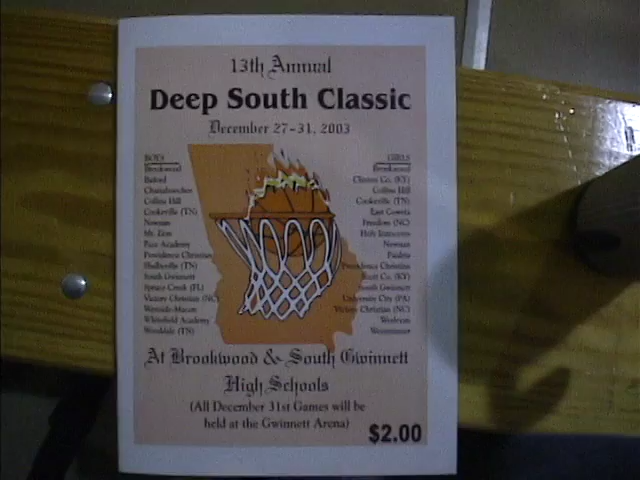 13th Annual
Deep South Classic
December 27-31, 2003
BOYS
Brookwood
Buford
Chattahoochee
Collins Hill
Cookeville (TN)
Newnan
Mt. Zion
Pace Academy
Providence Christian
Shelbyville (TN)
South Gwinnett
Spruce Creek (FL)
Victory Christian (NC)
Westside-Macon
Whitefield Academy
GIRLS
Brookwood
Clinton Co. (KY)
Collins Hill
Cookeville (TN)
East Coweta
Freedom (NC)
Holy Innocents
Newnan
Providence Christian
Scott Co. (KY)
South Gwinnett
University City (PA)
Victory Christian (NC)
Wesleyan
Westminster
At Brookwood & South Gwinnett
High Schools
(All December 31st Games will be
held at the Gwinnett Arena)
$2.00